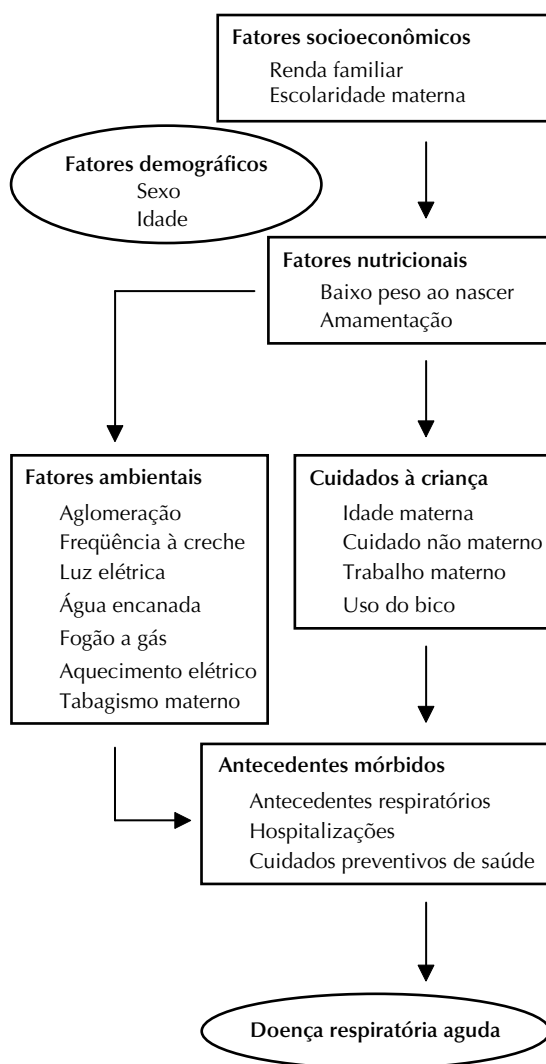 Fatores socioeconômicos
Renda familiar
Escolaridade materna
Fatores demográficos
Sexo
Idade
Fatores nutricionais
Baixo peso ao nascer
Amamentação
Fatores ambientais
Aglomeração
Freqüência à creche
Luz elétrica
Água encanada
Fogão a gás
Aquecimento elétrico
Tabagismo materno
Cuidados à criança
Idade materna
Cuidado não materno
Trabalho materno
Uso do bico
Antecedentes mórbidos
Antecedentes respiratórios
Hospitalizações
Cuidados preventivos de saúde
Doença respiratória aguda